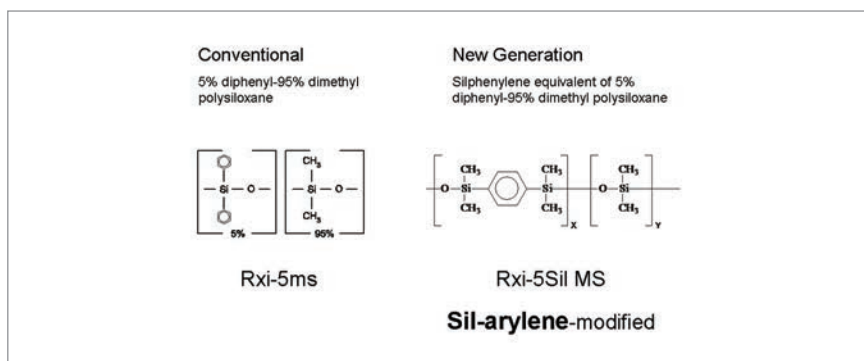 Conventional
5% diphenyl-95% dimethyl
polysiloxane
Si O
5%
CH₃
Si O
CH₃
95%
Rxi-5ms
New Generation
Silphenylene equivalent of 5%
diphenyl-95% dimethyl polysiloxane
CH₃ CH₃ CH₃
O Si Si O Si
CH₃ CH₃ CH₃
X Y
Rxi-5Sil MS
Sil-arylene-modified